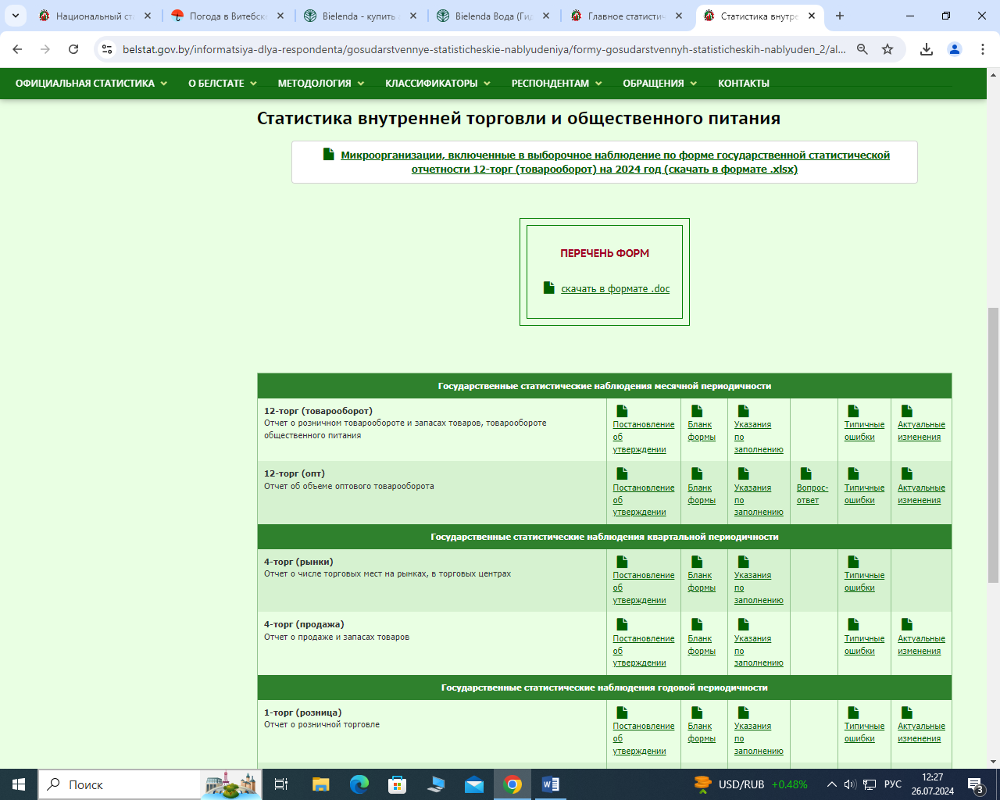 Национальный ст
Погода в Витебск
Bielenda - купить
Bielenda Вода (Гид
Главное статистич
Статистика внутре
belstat.gov.by/informatsiya-dlya-respondenta/gosudarstvennye-statisticheskie-nablyudeniya/formy-gosudarstvennyh-statisticheskih-nablyuden_2/al...
ОФИЦИАЛЬНАЯ СТАТИСТИКА О БЕЛСТАТЕ МЕТОДОЛОГИЯ КЛАССИФИКАТОРЫ РЕСПОНДЕНТАМ ОБРАЩЕНИЯ КОНТАКТЫ
Статистика внутренней торговли и общественного питания
Микроорганизации, включенные в выборочное наблюдение по форме государственной статистической
отчетности 12-торг (товарооборот) на 2024 год (скачать в формате .xlsx)
ПЕРЕЧЕНЬ ФОРМ
скачать в формате .doc
Государственные статистические наблюдения месячной периодичности
12-торг (товарооборот)
Отчет о розничном товарообороте и запасах товаров, товарообороте
общественного питания
Постановление
об
утверждении
Бланк
формы
Указания
по
заполнению
Типичные
ошибки
Актуальные
изменения
12-торг (опт)
Отчет об объеме оптового товарооборота
Постановление
об
утверждении
Бланк
формы
Указания
по
заполнению
Вопрос-
ответ
Типичные
ошибки
Актуальные
изменения
Государственные статистические наблюдения квартальной периодичности
4-торг (рынки)
Отчет о числе торговых мест на рынках, в торговых центрах
Постановление
об
утверждении
Бланк
формы
Указания
по
заполнению
Типичные
ошибки
4-торг (продажа)
Отчет о продаже и запасах товаров
Постановление
об
утверждении
Бланк
формы
Указания
по
заполнению
Типичные
ошибки
Актуальные
изменения
Государственные статистические наблюдения годовой периодичности
1-торг (розница)
Отчет о розничной торговле
Постановление
об
утверждении
Бланк
формы
Указания
по
заполнению
Типичные
ошибки
Актуальные
изменения
Поиск
USD/RUB +0.48%
РУС
12:27
26.07.2024
3